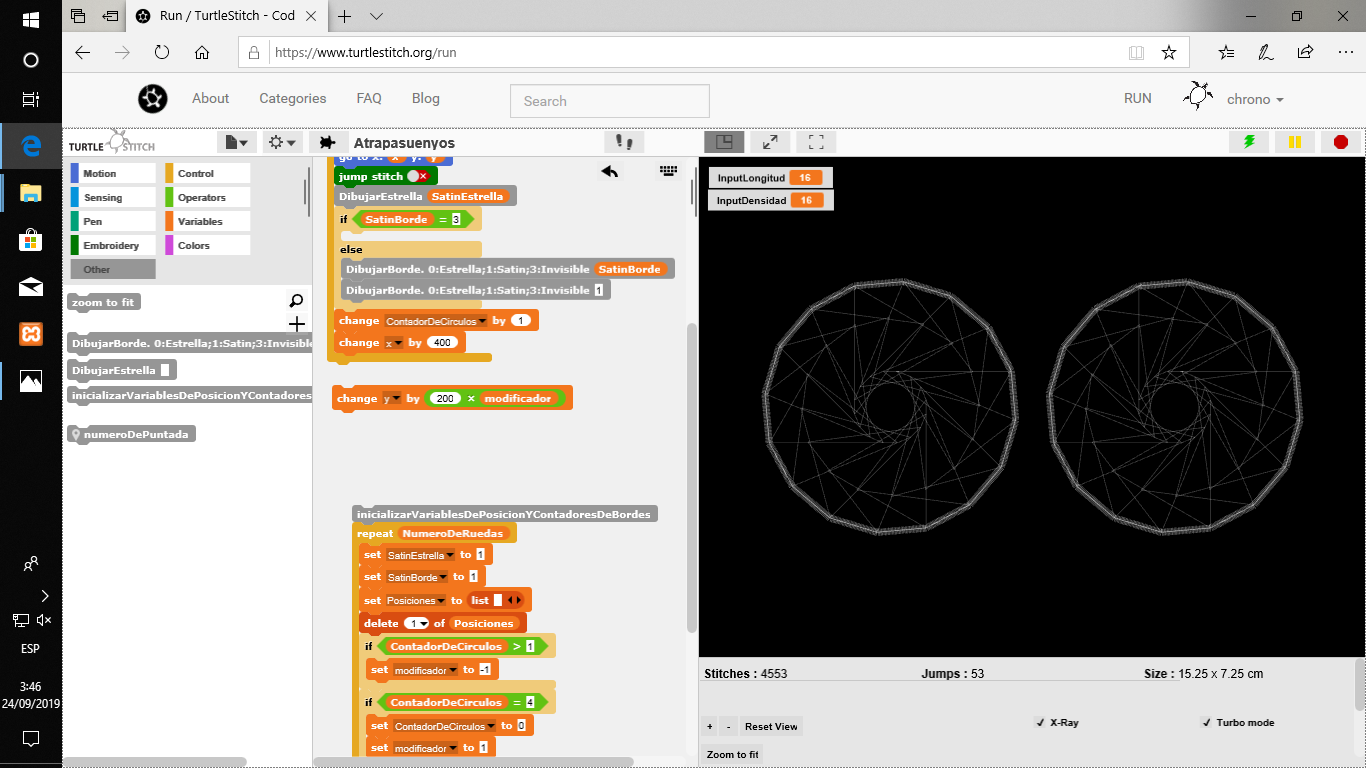 Run / TurtleStitch - Cod
https://www.turtlestitch.org/run
About Categories FAQ Blog Search RUN chrono
TURTLE STITCH
Atrapasuenyos
Motion Control
Sensing Operators
Pen Variables
Embroidery Colors
Other
zoom to fit
DibujarBorde. 0:Estrella;1:Satin;3:Invisible
DibujarEstrella
inicializarVariablesDePosicionYContadores
numeroDePuntada
go to x: x y: y
jump stitch
DibujarEstrella SatinEstrella
if SatinBorde = 3
else
DibujarBorde. 0:Estrella;1:Satin;3:Invisible SatinBorde
DibujarBorde. 0:Estrella;1:Satin;3:Invisible 1
change ContadorDeCirculos by 1
change x by 400
change y by 200 × modificador
inicializarVariablesDePosicionYContadoresDeBordes
repeat NumeroDeRuedas
set SatinEstrella to 1
set SatinBorde to 1
set Posiciones to list
delete 1 of Posiciones
if ContadorDeCirculos > 1
set modificador to -1
if ContadorDeCirculos = 4
set ContadorDeCirculos to 0
set modificador to 1
InputLongitud 16
InputDensidad 16
Stitches : 4553 Jumps : 53 Size : 15.25 x 7.25 cm
+ - Reset View X-Ray Turbo mode
Zoom to fit
ESP
3:46
24/09/2019